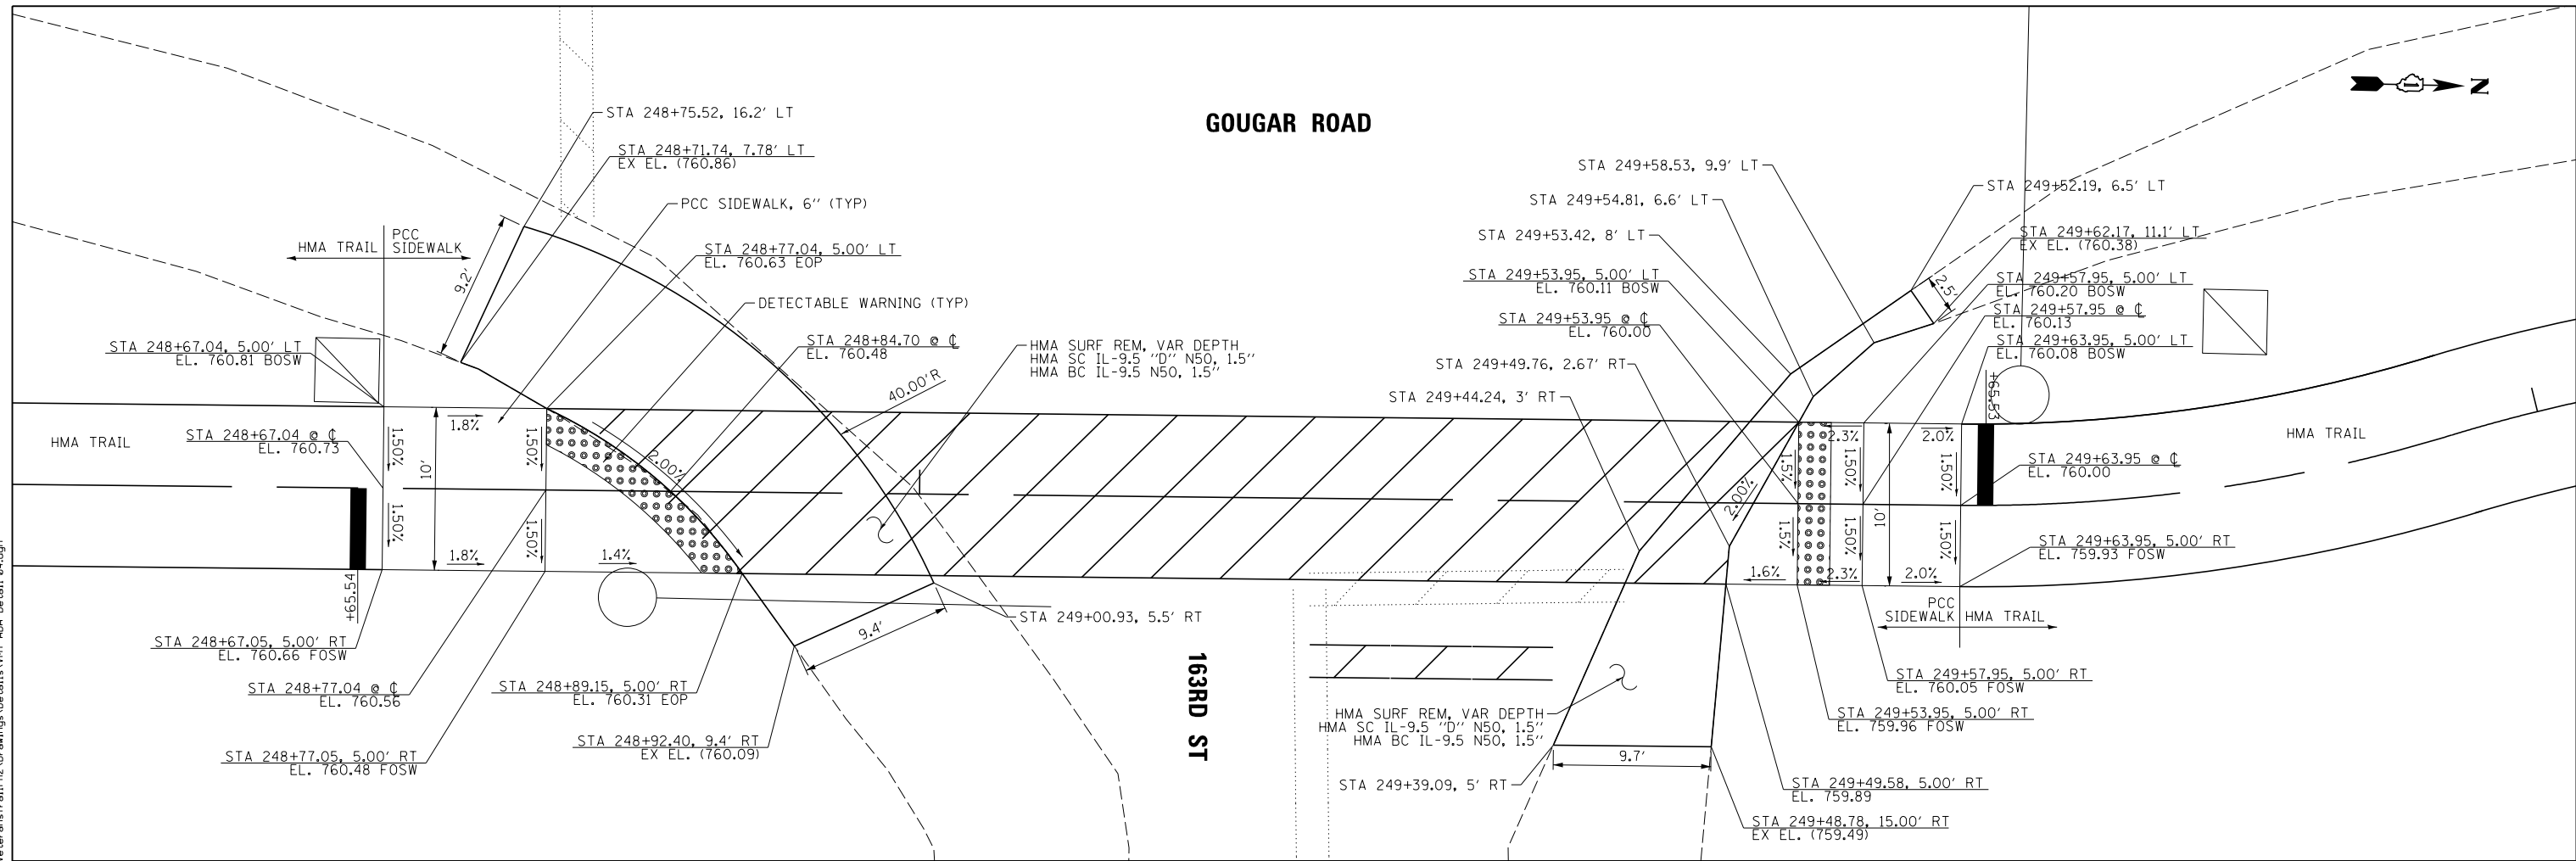 GOUGAR ROAD
N
STA 248+75.52, 16.2' LT
STA 248+71.74, 7.78' LT
EX EL. (760.86)
PCC SIDEWALK, 6" (TYP)
HMA TRAIL
PCC
SIDEWALK
9.2'
STA 248+77.04, 5.00' LT
EL. 760.63 EOP
DETECTABLE WARNING (TYP)
STA 248+84.70 @ ℄
EL. 760.48
STA 248+67.04, 5.00' LT
EL. 760.81 BOSW
HMA SURF REM, VAR DEPTH
HMA SC IL-9.5 "D" N50, 1.5"
HMA BC IL-9.5 N50, 1.5"
40.00'R
HMA TRAIL
STA 248+67.04 @ ℄
EL. 760.73
1.50%
1.50%
10'
1.8%
1.8%
1.50%
1.50%
1.4%
2.00%
+65.54
STA 248+67.05, 5.00' RT
EL. 760.66 FOSW
STA 248+77.04 @ ℄
EL. 760.56
STA 248+77.05, 5.00' RT
EL. 760.48 FOSW
STA 248+89.15, 5.00' RT
EL. 760.31 EOP
STA 248+92.40, 9.4' RT
EX EL. (760.09)
9.4'
STA 249+00.93, 5.5' RT
163RD ST
STA 249+58.53, 9.9' LT
STA 249+54.81, 6.6' LT
STA 249+53.42, 8' LT
STA 249+53.95, 5.00' LT
EL. 760.11 BOSW
STA 249+53.95 @ ℄
EL. 760.00
STA 249+49.76, 2.67' RT
STA 249+44.24, 3' RT
STA 249+52.19, 6.5' LT
STA 249+62.17, 11.1' LT
EX EL. (760.38)
2.5'
STA 249+57.95, 5.00' LT
EL. 760.20 BOSW
STA 249+57.95 @ ℄
EL. 760.13
STA 249+63.95, 5.00' LT
EL. 760.08 BOSW
+65.53
2.3%
2.0%
1.5%
1.5%
1.50%
1.50%
10'
1.50%
1.50%
2.00%
1.6%
2.3%
2.0%
HMA TRAIL
STA 249+63.95 @ ℄
EL. 760.00
STA 249+63.95, 5.00' RT
EL. 759.93 FOSW
PCC
SIDEWALK
HMA TRAIL
STA 249+57.95, 5.00' RT
EL. 760.05 FOSW
STA 249+53.95, 5.00' RT
EL. 759.96 FOSW
HMA SURF REM, VAR DEPTH
HMA SC IL-9.5 "D" N50, 1.5"
HMA BC IL-9.5 N50, 1.5"
9.7'
STA 249+39.09, 5' RT
STA 249+49.58, 5.00' RT
EL. 759.89
STA 249+48.78, 15.00' RT
EX EL. (759.49)